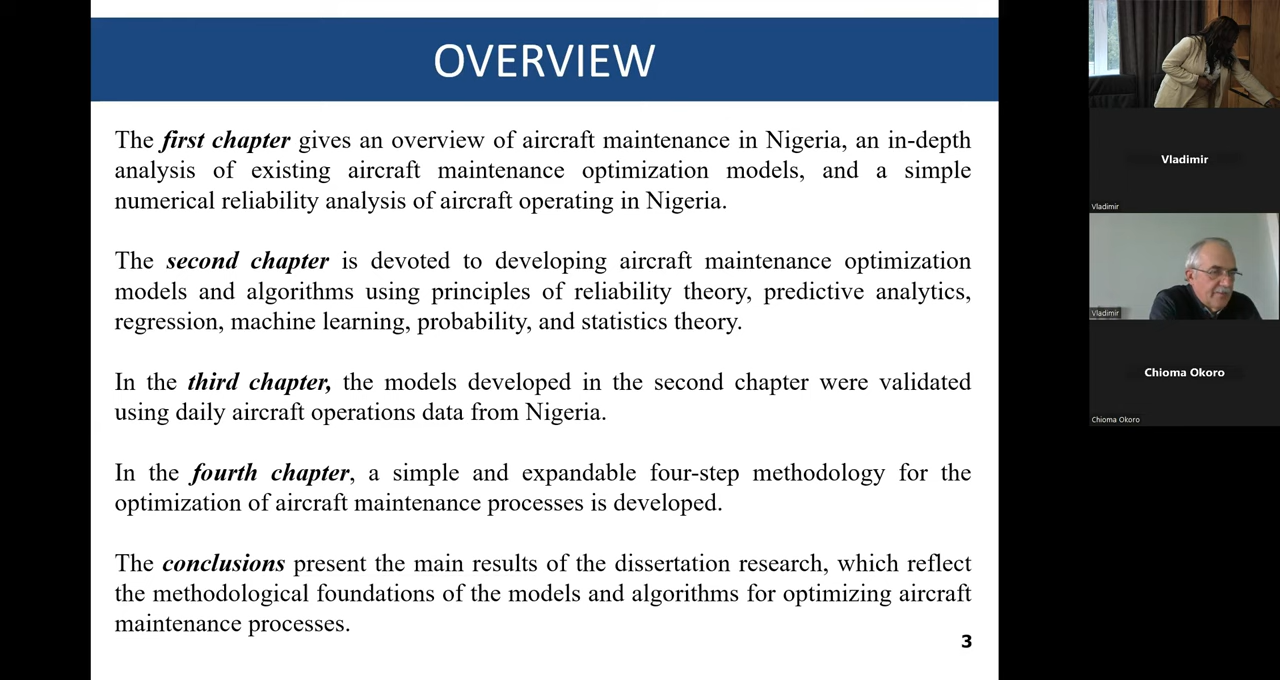 OVERVIEW
The first chapter gives an overview of aircraft maintenance in Nigeria, an in-depth
analysis of existing aircraft maintenance optimization models, and a simple
numerical reliability analysis of aircraft operating in Nigeria.
The second chapter is devoted to developing aircraft maintenance optimization
models and algorithms using principles of reliability theory, predictive analytics,
regression, machine learning, probability, and statistics theory.
In the third chapter, the models developed in the second chapter were validated
using daily aircraft operations data from Nigeria.
In the fourth chapter, a simple and expandable four-step methodology for the
optimization of aircraft maintenance processes is developed.
The conclusions present the main results of the dissertation research, which reflect
the methodological foundations of the models and algorithms for optimizing aircraft
maintenance processes.
3
Vladimir
Vladimir
Vladimir
Chioma Okoro
Chioma Okoro